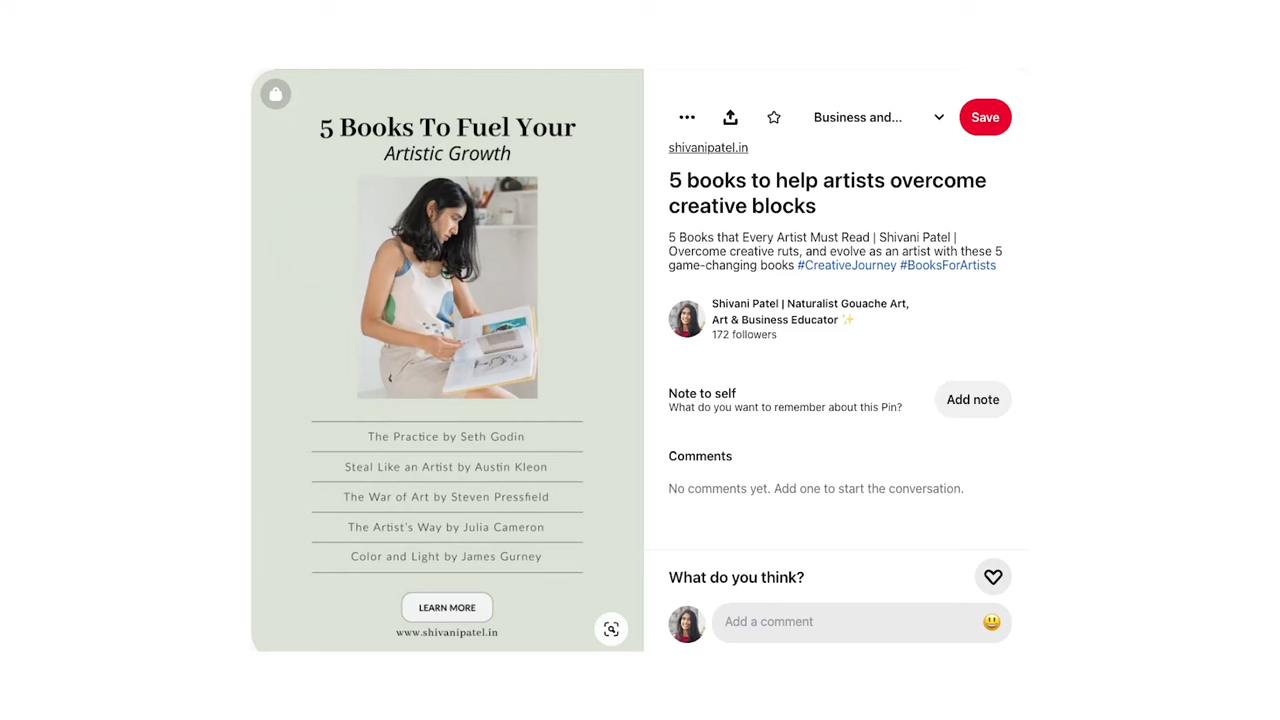 5 Books To Fuel Your
Artistic Growth
The Practice by Seth Godin
Steal Like an Artist by Austin Kleon
The War of Art by Steven Pressfield
The Artist's Way by Julia Cameron
Color and Light by James Gurney
LEARN MORE
www.shivanipatel.in
Business and...
Save
shivanipatel.in
5 books to help artists overcome
creative blocks
5 Books that Every Artist Must Read | Shivani Patel |
Overcome creative ruts, and evolve as an artist with these 5
game-changing books #CreativeJourney #BooksForArtists
Shivani Patel | Naturalist Gouache Art,
Art & Business Educator ✨
172 followers
Note to self
What do you want to remember about this Pin?
Add note
Comments
No comments yet. Add one to start the conversation.
What do you think?
Add a comment